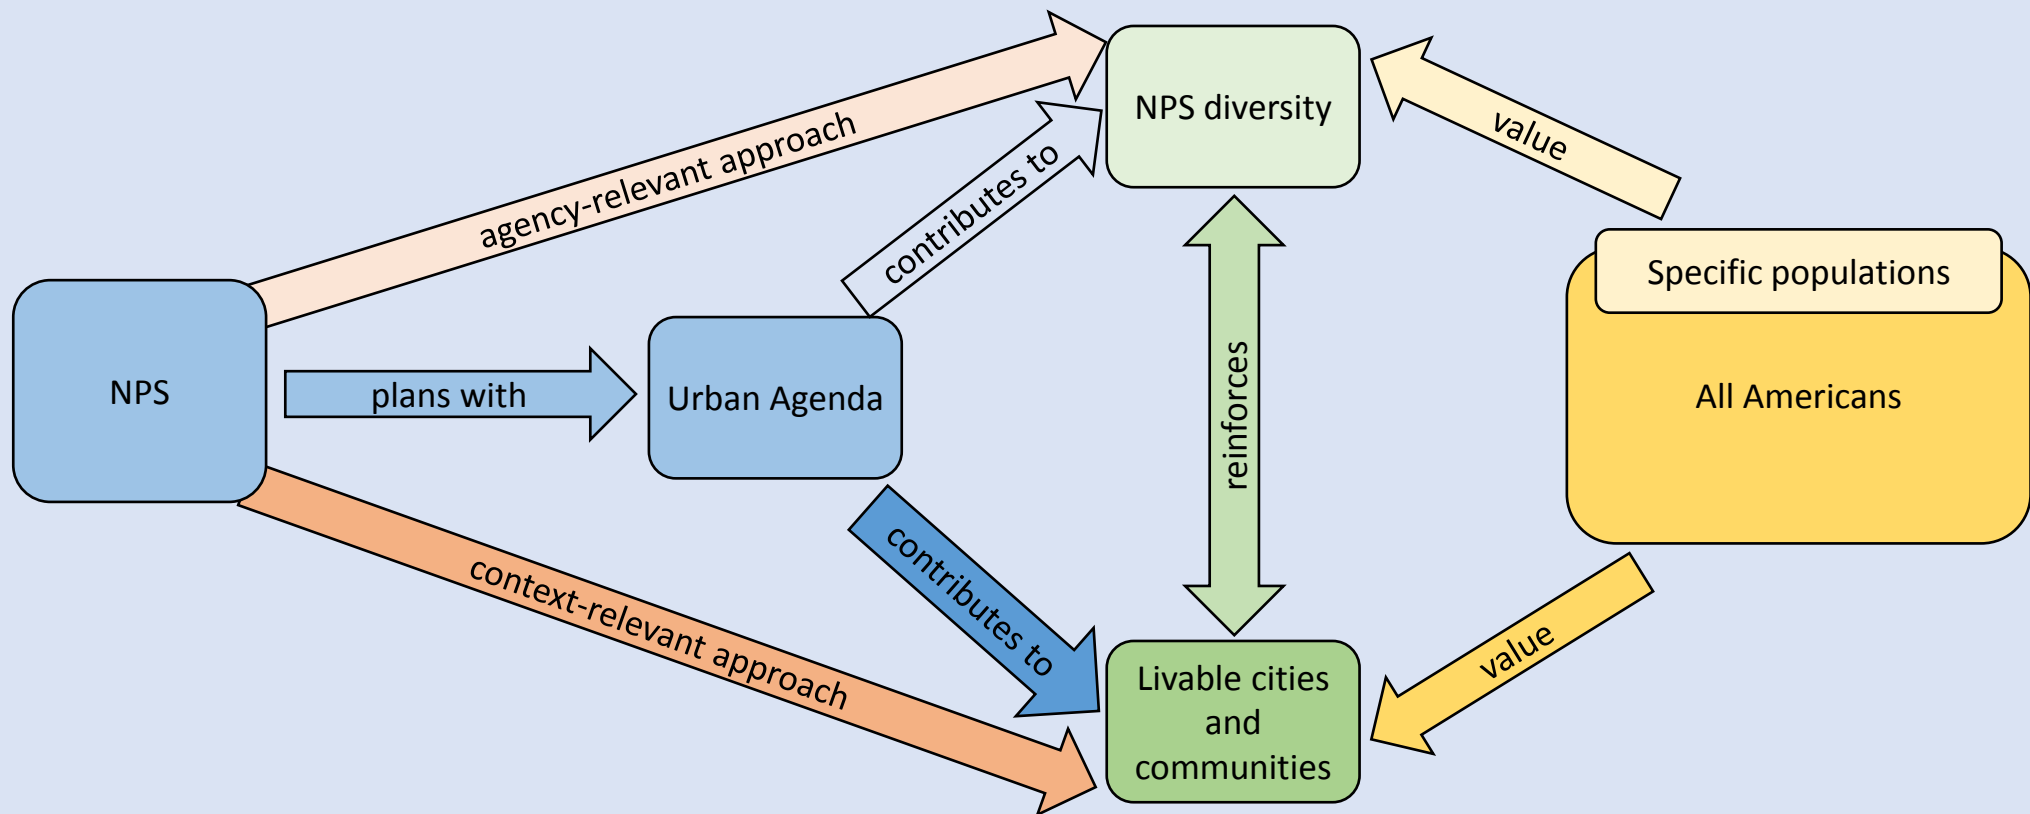 NPS diversity
value
agency-relevant approach
contributes to
Specific populations
NPS
plans with
Urban Agenda
reinforces
All Americans
contributes to
context-relevant approach
value
Livable cities
and
communities